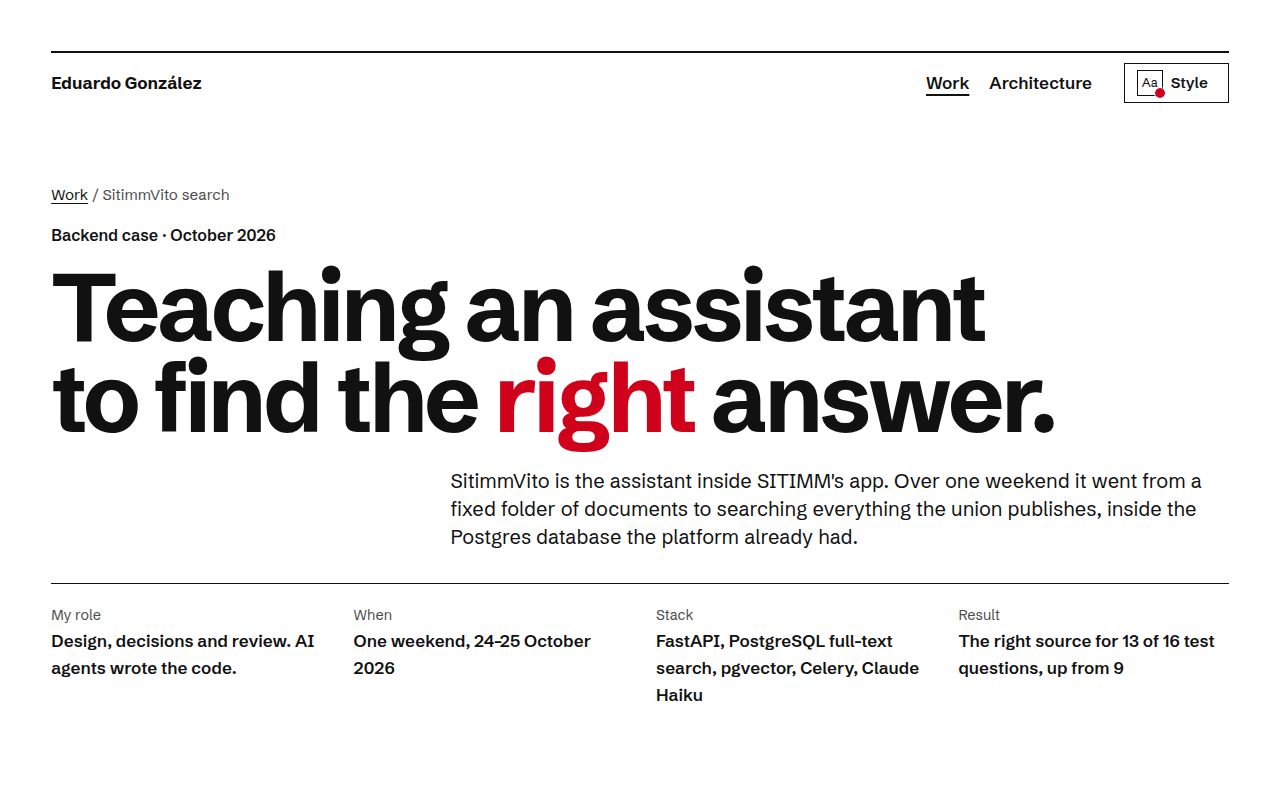 Eduardo González
Work
Architecture
Aa Style
Work / SitimmVito search
Backend case · October 2026
Teaching an assistant
to find the right answer.
SitimmVito is the assistant inside SITIMM's app. Over one weekend it went from a
fixed folder of documents to searching everything the union publishes, inside the
Postgres database the platform already had.
My role
Design, decisions and review. AI
agents wrote the code.
When
One weekend, 24–25 October
2026
Stack
FastAPI, PostgreSQL full-text
search, pgvector, Celery, Claude
Haiku
Result
The right source for 13 of 16 test
questions, up from 9